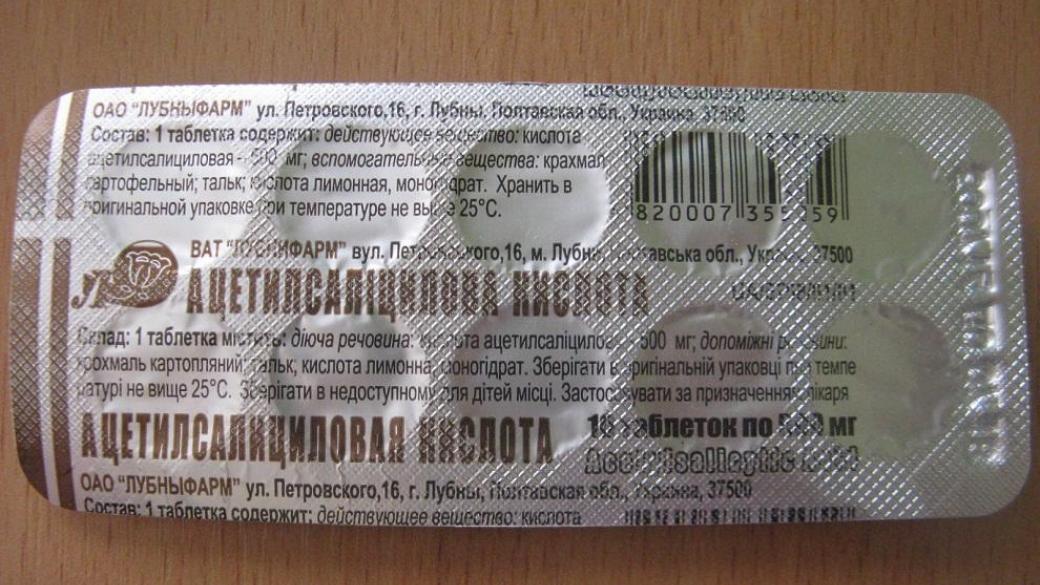 ОАО "ЛУБНЫФАРМ" ул. Петровского,16, г. Лубны, Полтавская обл., Украина, 37500
Состав: 1 таблетка содержит: действующее вещество: кислота
ацетилсалициловая - 500 мг; вспомогательные вещества: крахмал
картофельный; тальк; кислота лимонная, моногидрат. Хранить в
оригинальной упаковке при температуре не выше 25°С.
820007
ВАТ "ЛУБНИФАРМ" вул. Петровського,16, м. Лубни, Полтавська обл., Україна, 37500
АЦЕТИЛСАЛІЦИЛОВА КИСЛОТА
Склад: 1 таблетка містить: діюча речовина: кислота ацетилсаліцилова - 500 мг; допоміжні речовини:
крохмаль картопляний; тальк; кислота лимонна, моногідрат. Зберігати в оригінальній упаковці при темпе
ратурі не вище 25°С. Зберігати в недоступному для дітей місці. Застосовувати за призначенням лікаря
АЦЕТИЛСАЛИЦИЛОВАЯ КИСЛОТА
10 таблеток по 500 мг
ОАО "ЛУБНЫФАРМ" ул. Петровского,16, г. Лубны, Полтавская обл., Украина, 37500
Состав: 1 таблетка содержит; действующее вещество: кислота